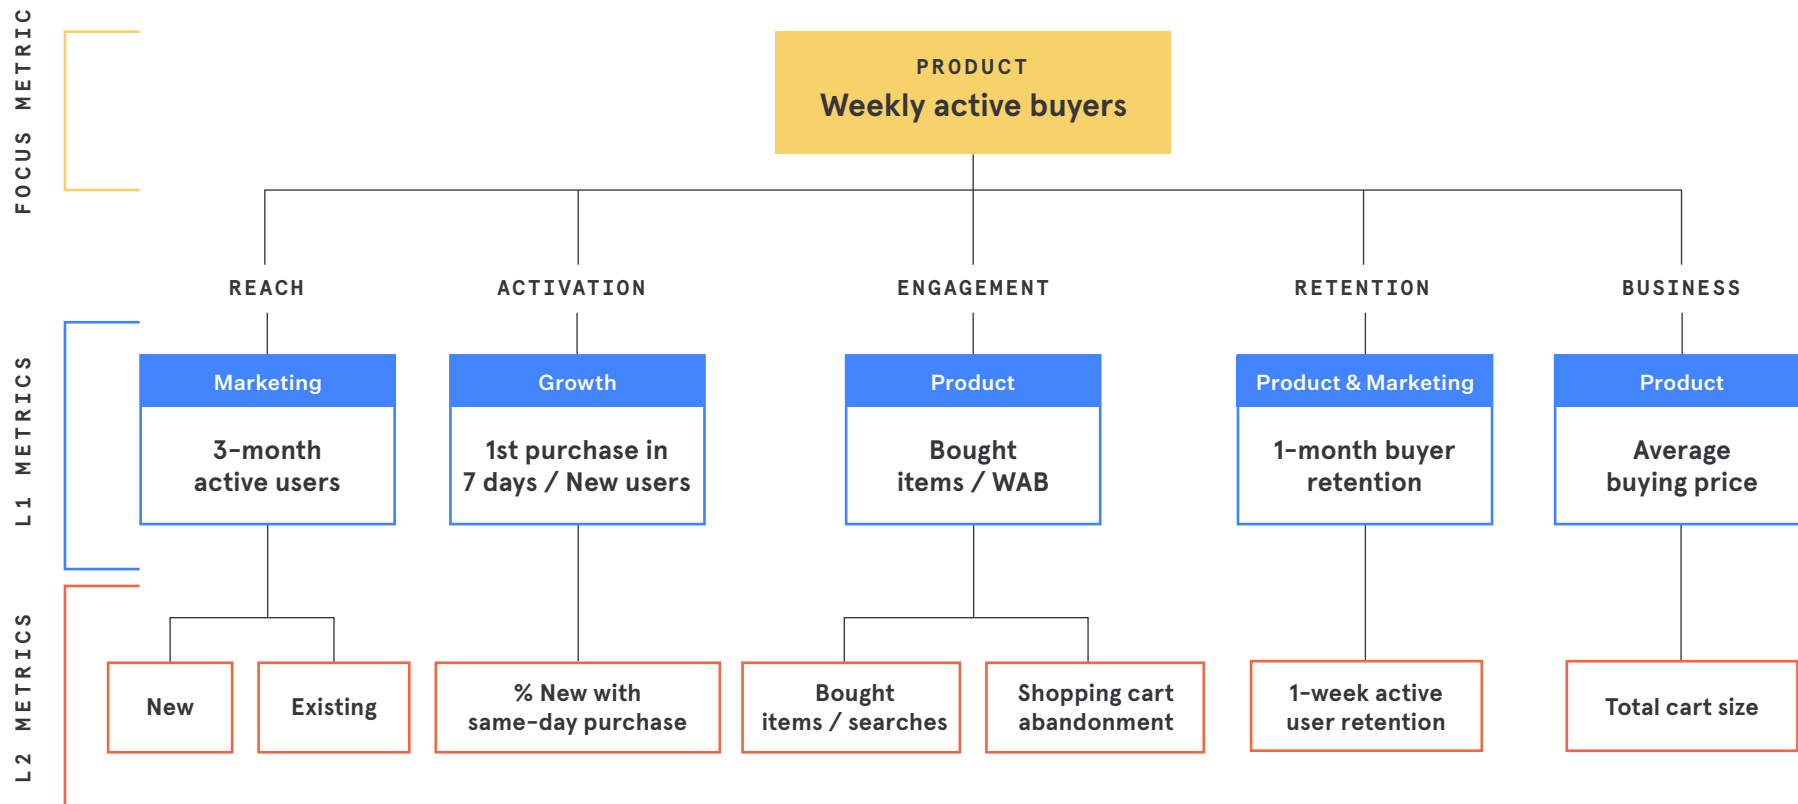 FOCUS METRIC
PRODUCT
Weekly active buyers
REACH
ACTIVATION
ENGAGEMENT
RETENTION
BUSINESS
L1 METRICS
Marketing
3-month
active users
Growth
1st purchase in
7 days / New users
Product
Bought
items / WAB
Product & Marketing
1-month buyer
retention
Product
Average
buying price
L2 METRICS
New
Existing
% New with
same-day purchase
Bought
items / searches
Shopping cart
abandonment
1-week active
user retention
Total cart size